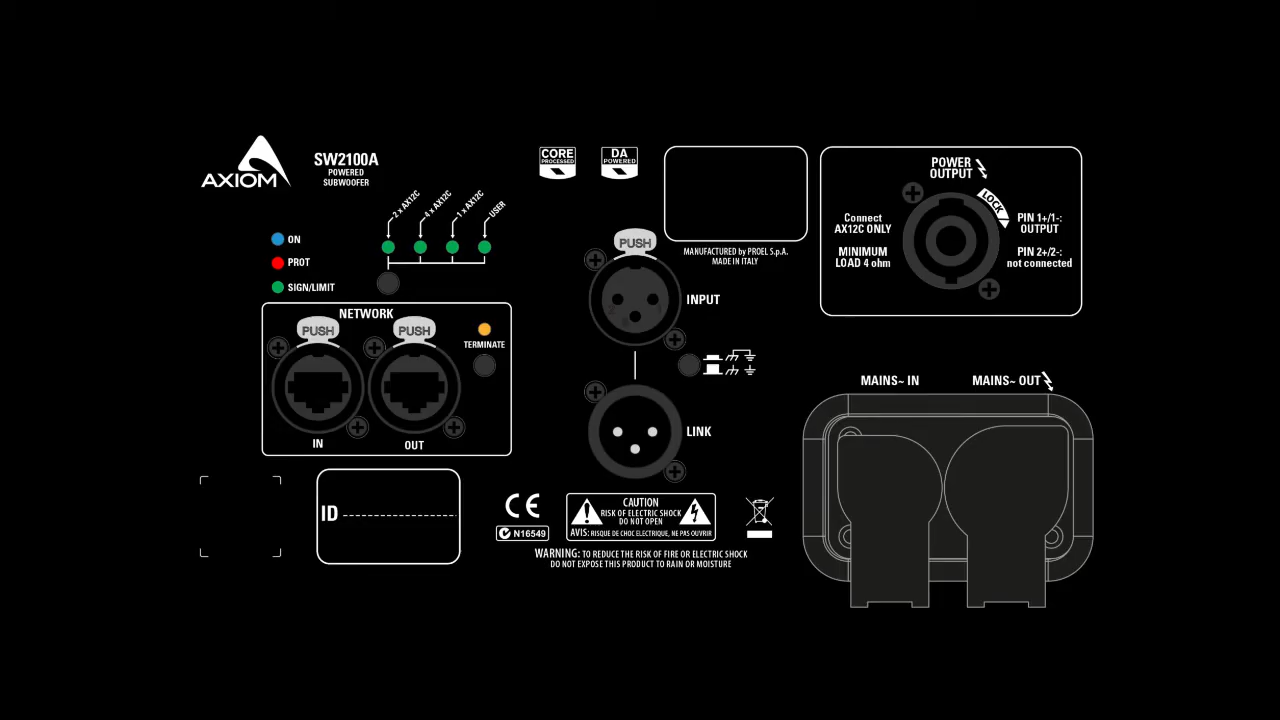 AXIOM
SW2100A
POWERED
SUBWOOFER
2 x AX12C
4 x AX12C
1 x AX12C
USER
ON
PROT
SIGN/LIMIT
NETWORK
PUSH
PUSH
TERMINATE
IN
OUT
ID
CORE
PROCESSED
DA
POWERED
MANUFACTURED by PROEL S.p.A.
MADE IN ITALY
PUSH
2
1
3
INPUT
LINK
POWER
OUTPUT
LOCK
Connect
AX12C ONLY
MINIMUM
LOAD 4 ohm
PIN 1+/1-:
OUTPUT
PIN 2+/2-:
not connected
MAINS~ IN
MAINS~ OUT
CE
N16549
CAUTION
RISK OF ELECTRIC SHOCK
DO NOT OPEN
AVIS: RISQUE DE CHOC ELECTRIQUE, NE PAS OUVRIR
WARNING: TO REDUCE THE RISK OF FIRE OR ELECTRIC SHOCK
DO NOT EXPOSE THIS PRODUCT TO RAIN OR MOISTURE